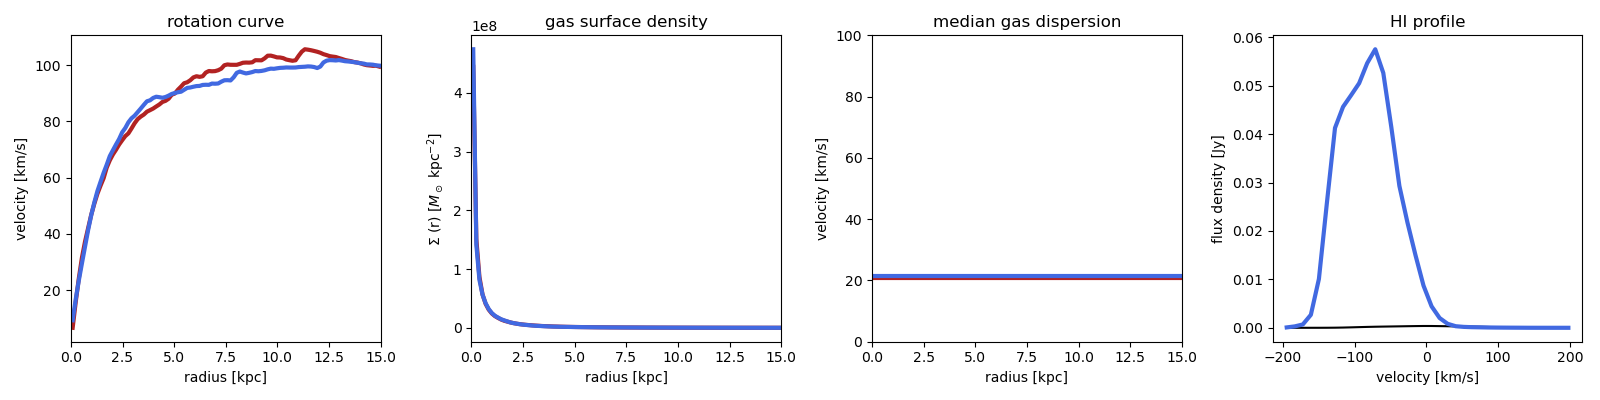 rotation curve
velocity [km/s]
100
80
60
40
20
0.0 2.5 5.0 7.5 10.0 12.5 15.0
radius [kpc]
gas surface density
1e8
Σ (r) [M⊙ kpc−2]
4
3
2
1
0
0.0 2.5 5.0 7.5 10.0 12.5 15.0
radius [kpc]
median gas dispersion
velocity [km/s]
100
80
60
40
20
0
0.0 2.5 5.0 7.5 10.0 12.5 15.0
radius [kpc]
HI profile
flux density [Jy]
0.06
0.05
0.04
0.03
0.02
0.01
0.00
−200 −100 0 100 200
velocity [km/s]